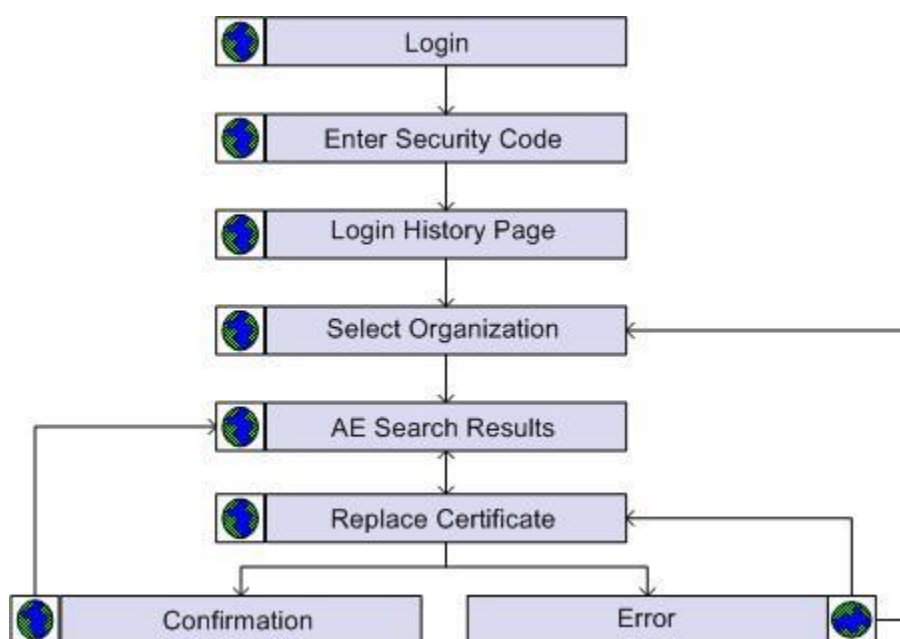 Login
Enter Security Code
Login History Page
Select Organization
AE Search Results
Replace Certificate
Confirmation
Error